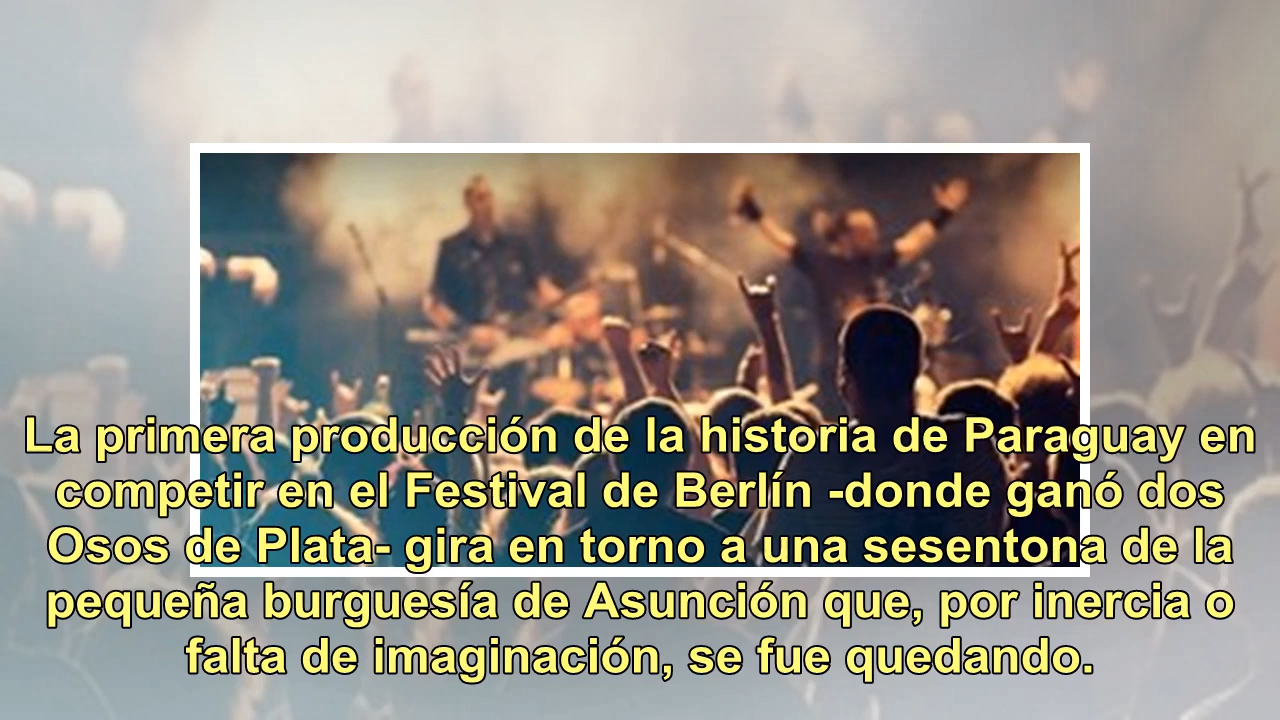 La primera producción de la historia de Paraguay en
competir en el Festival de Berlín -donde ganó dos
Osos de Plata- gira en torno a una sesentona de la
pequeña burguesía de Asunción que, por inercia o
falta de imaginación, se fue quedando.